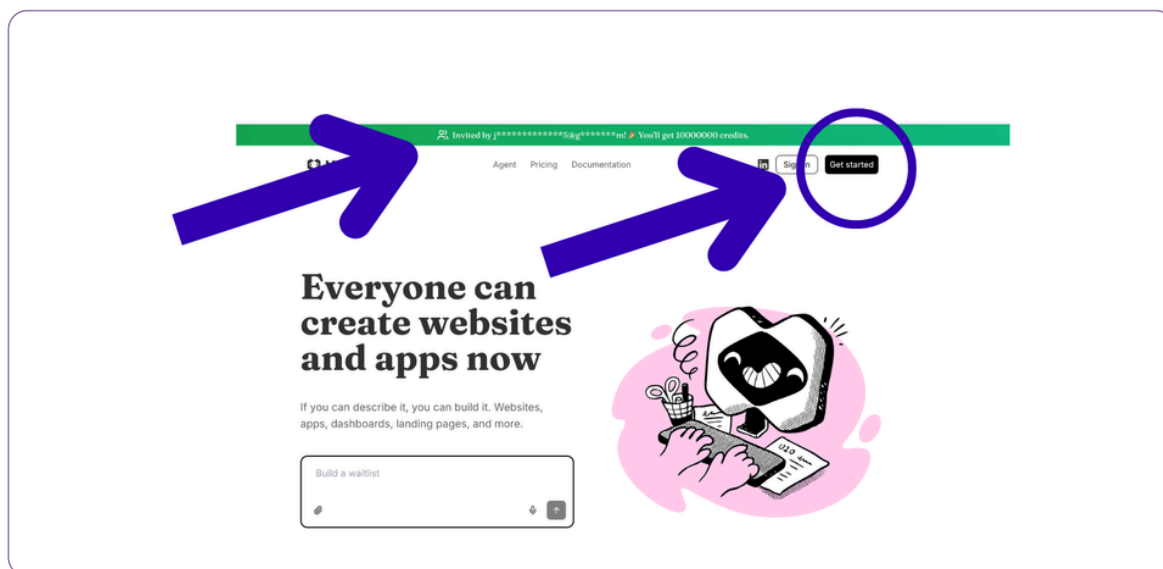 Invited by j*************5@g*******m! 🎉 You'll get 10000000 credits.
Agent Pricing Documentation in Get started
Everyone can
create websites
and apps now
If you can describe it, you can build it. Websites,
apps, dashboards, landing pages, and more.
Build a waitlist